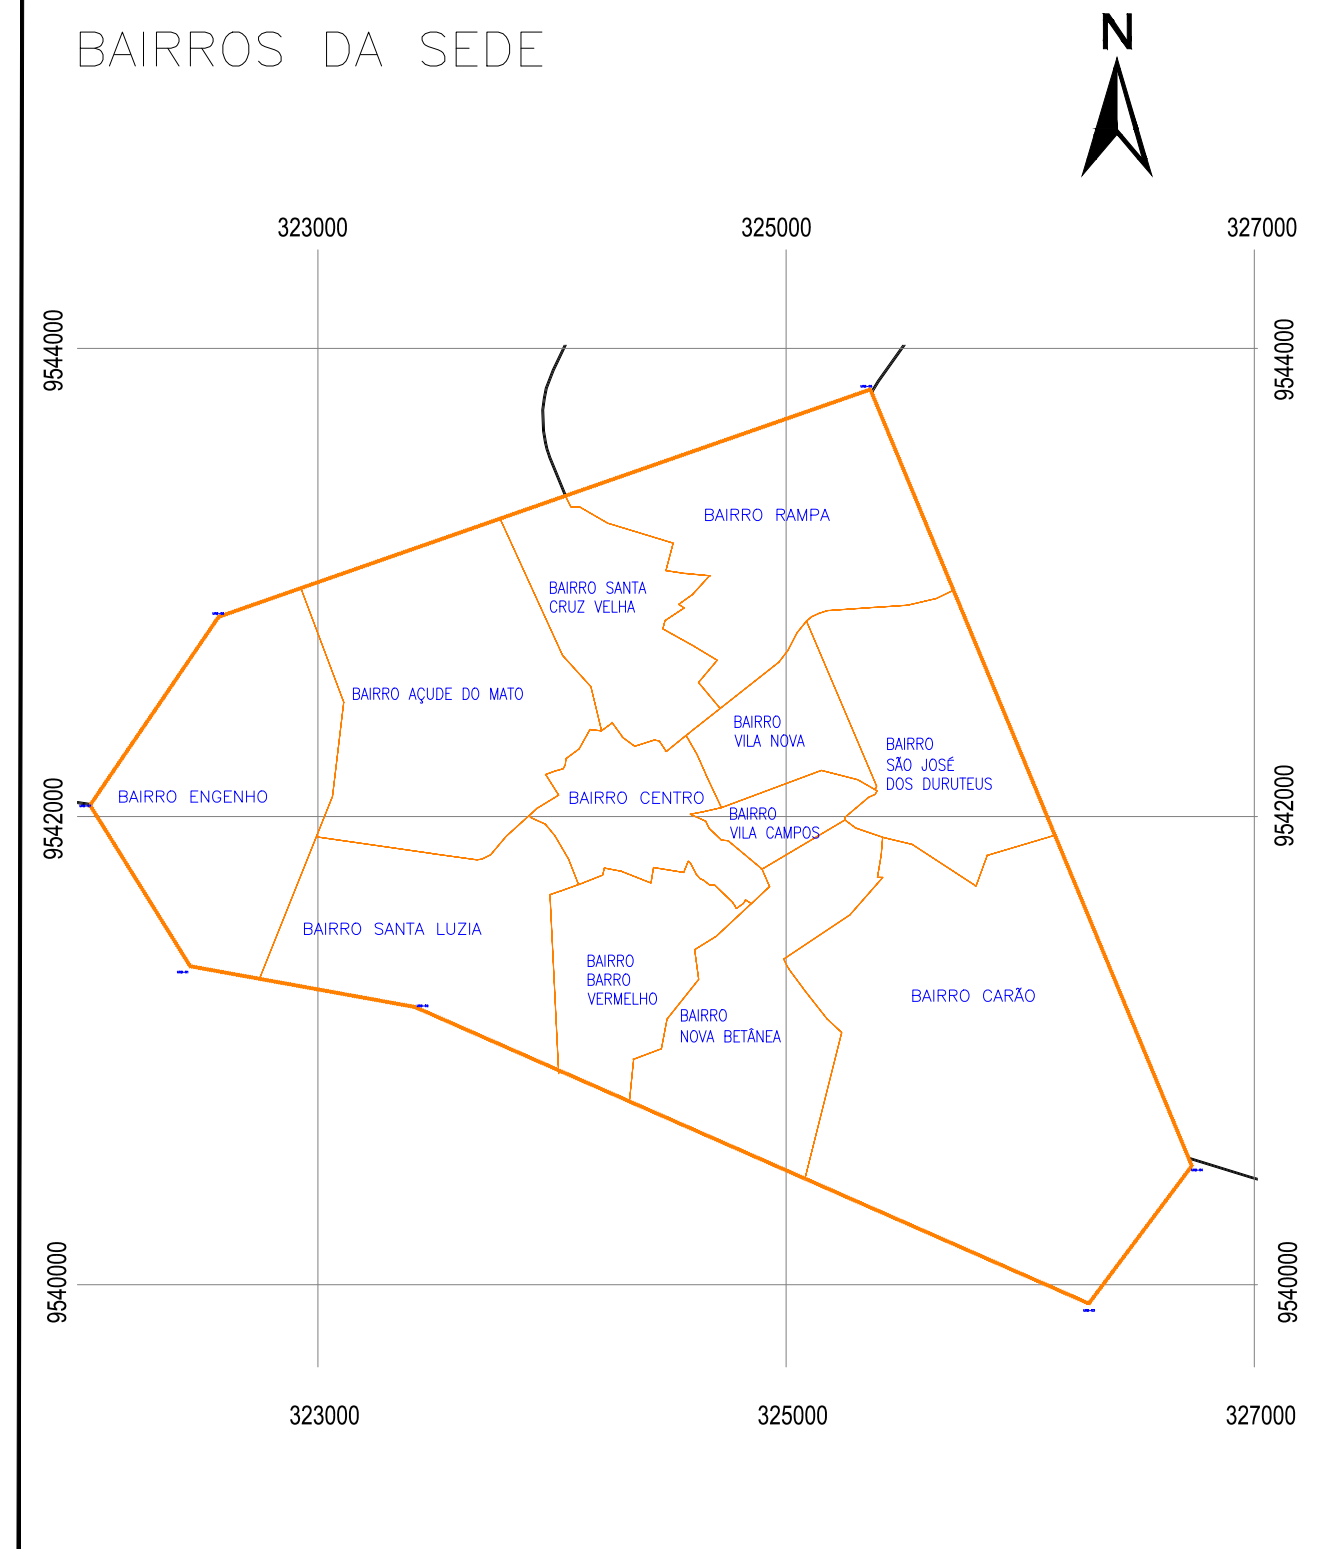 BAIRROS DA SEDE
N
323000
325000
327000
9544000
9544000
BAIRRO RAMPA
BAIRRO SANTA
CRUZ VELHA
BAIRRO AÇUDE DO MATO
BAIRRO
VILA NOVA
BAIRRO
SÃO JOSÉ
DOS DURUTEUS
BAIRRO ENGENHO
BAIRRO CENTRO
BAIRRO
VILA CAMPOS
9542000
9542000
BAIRRO SANTA LUZIA
BAIRRO
BARRO
VERMELHO
BAIRRO CARÃO
BAIRRO
NOVA BETÂNEA
9540000
9540000
323000
325000
327000